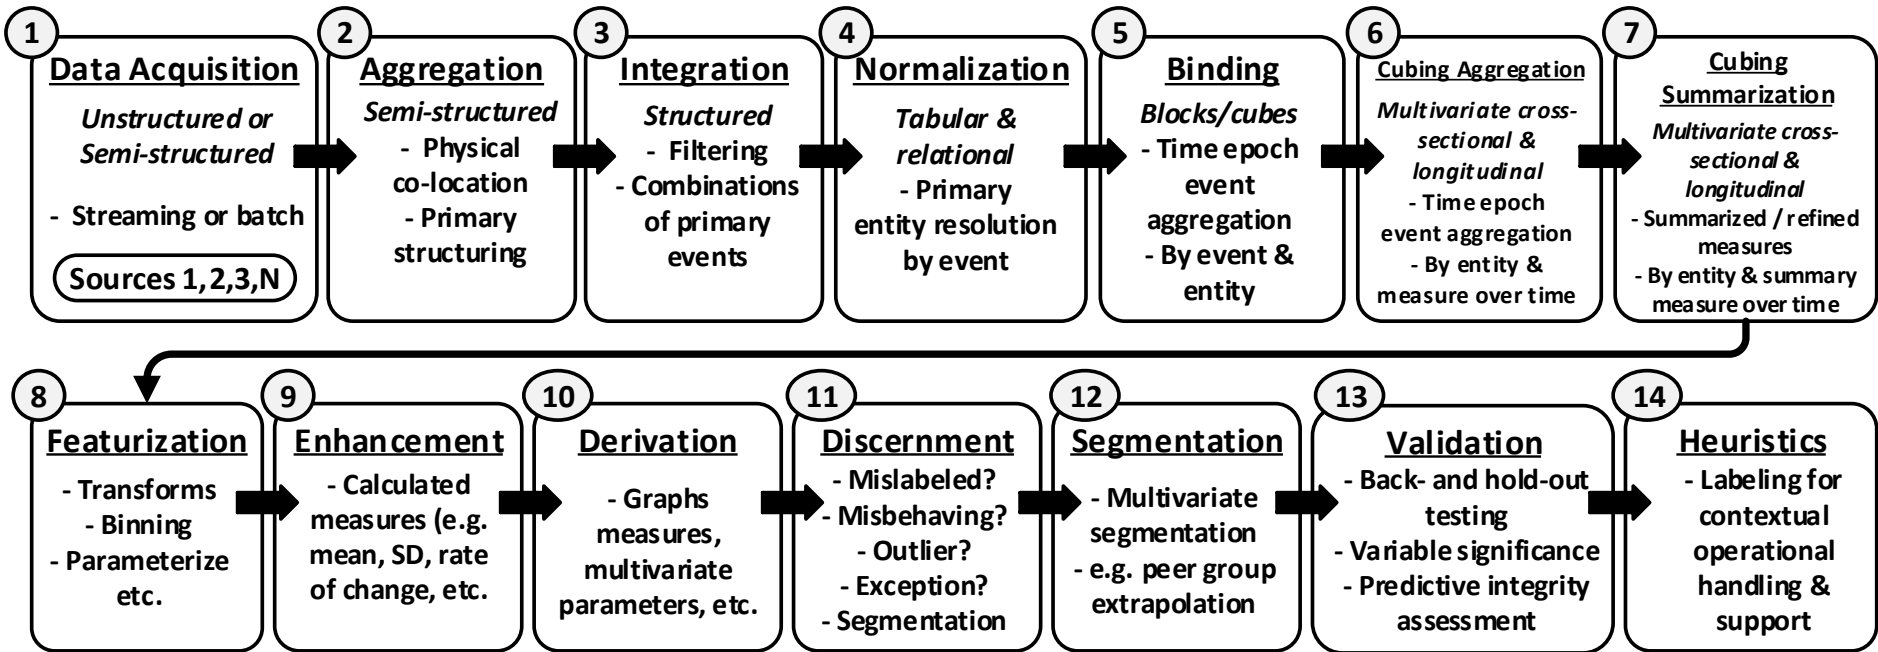 1
Data Acquisition
Unstructured or
Semi-structured
- Streaming or batch
Sources 1,2,3,N
2
Aggregation
Semi-structured
- Physical
co-location
- Primary
structuring
3
Integration
Structured
- Filtering
- Combinations
of primary
events
4
Normalization
Tabular &
relational
- Primary
entity resolution
by event
5
Binding
Blocks/cubes
- Time epoch
event
aggregation
- By event &
entity
6
Cubing Aggregation
Multivariate cross-
sectional &
longitudinal
- Time epoch
event aggregation
- By entity &
measure over time
7
Cubing
Summarization
Multivariate cross-
sectional &
longitudinal
- Summarized / refined
measures
- By entity & summary
measure over time
8
Featurization
- Transforms
- Binning
- Parameterize
etc.
9
Enhancement
- Calculated
measures (e.g.
mean, SD, rate
of change, etc.
10
Derivation
- Graphs
measures,
multivariate
parameters, etc.
11
Discernment
- Mislabeled?
- Misbehaving?
- Outlier?
- Exception?
- Segmentation
12
Segmentation
- Multivariate
segmentation
- e.g. peer group
extrapolation
13
Validation
- Back- and hold-out
testing
- Variable significance
- Predictive integrity
assessment
14
Heuristics
- Labeling for
contextual
operational
handling &
support